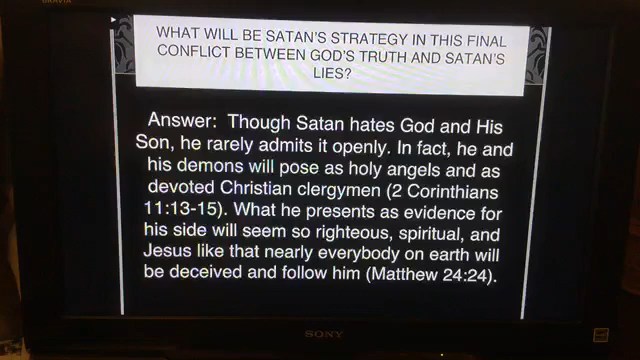 BRAVIA
WHAT WILL BE SATAN'S STRATEGY IN THIS FINAL
CONFLICT BETWEEN GOD'S TRUTH AND SATAN'S
LIES?
Answer: Though Satan hates God and His
Son, he rarely admits it openly. In fact, he and
his demons will pose as holy angels and as
devoted Christian clergymen (2 Corinthians
11:13-15). What he presents as evidence for
his side will seem so righteous, spiritual, and
Jesus like that nearly everybody on earth will
be deceived and follow him (Matthew 24:24).
SONY